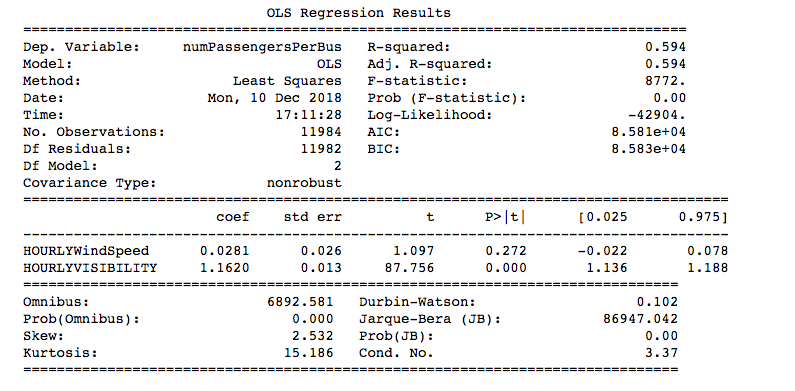 OLS Regression Results
==============================================================================
Dep. Variable: numPassengersPerBus R-squared: 0.594
Model: OLS Adj. R-squared: 0.594
Method: Least Squares F-statistic: 8772.
Date: Mon, 10 Dec 2018 Prob (F-statistic): 0.00
Time: 17:11:28 Log-Likelihood: -42904.
No. Observations: 11984 AIC: 8.581e+04
Df Residuals: 11982 BIC: 8.583e+04
Df Model: 2
Covariance Type: nonrobust
====================================================================================
coef std err t P>|t| [0.025 0.975]
------------------------------------------------------------------------------------
HOURLYWindSpeed 0.0281 0.026 1.097 0.272 -0.022 0.078
HOURLYVISIBILITY 1.1620 0.013 87.756 0.000 1.136 1.188
==============================================================================
Omnibus: 6892.581 Durbin-Watson: 0.102
Prob(Omnibus): 0.000 Jarque-Bera (JB): 86947.042
Skew: 2.532 Prob(JB): 0.00
Kurtosis: 15.186 Cond. No. 3.37
==============================================================================